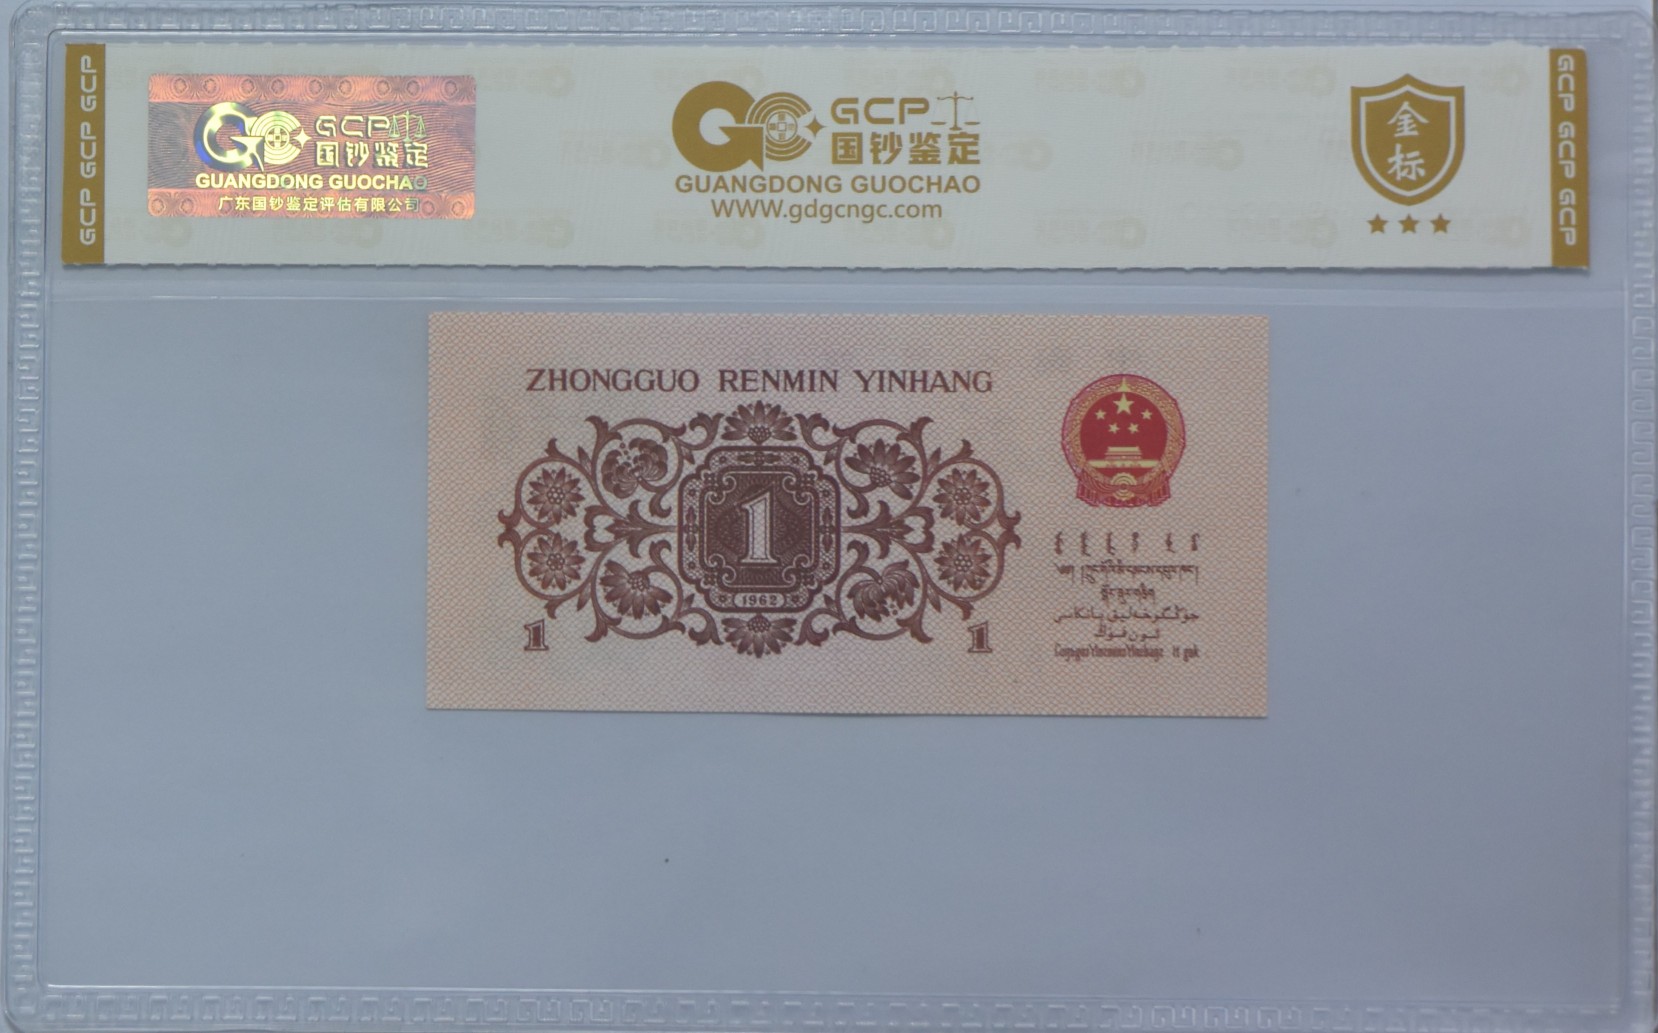 GCP GCP GCP
GCP 国钞鉴定
GUANGDONG GUOCHAO
广东国钞鉴定评估有限公司
GCP
国钞鉴定
GUANGDONG GUOCHAO
WWW.gdgcngc.com
金标
GCP GCP GCP
ZHONGGUO RENMIN YINHANG
1
1962
1
1